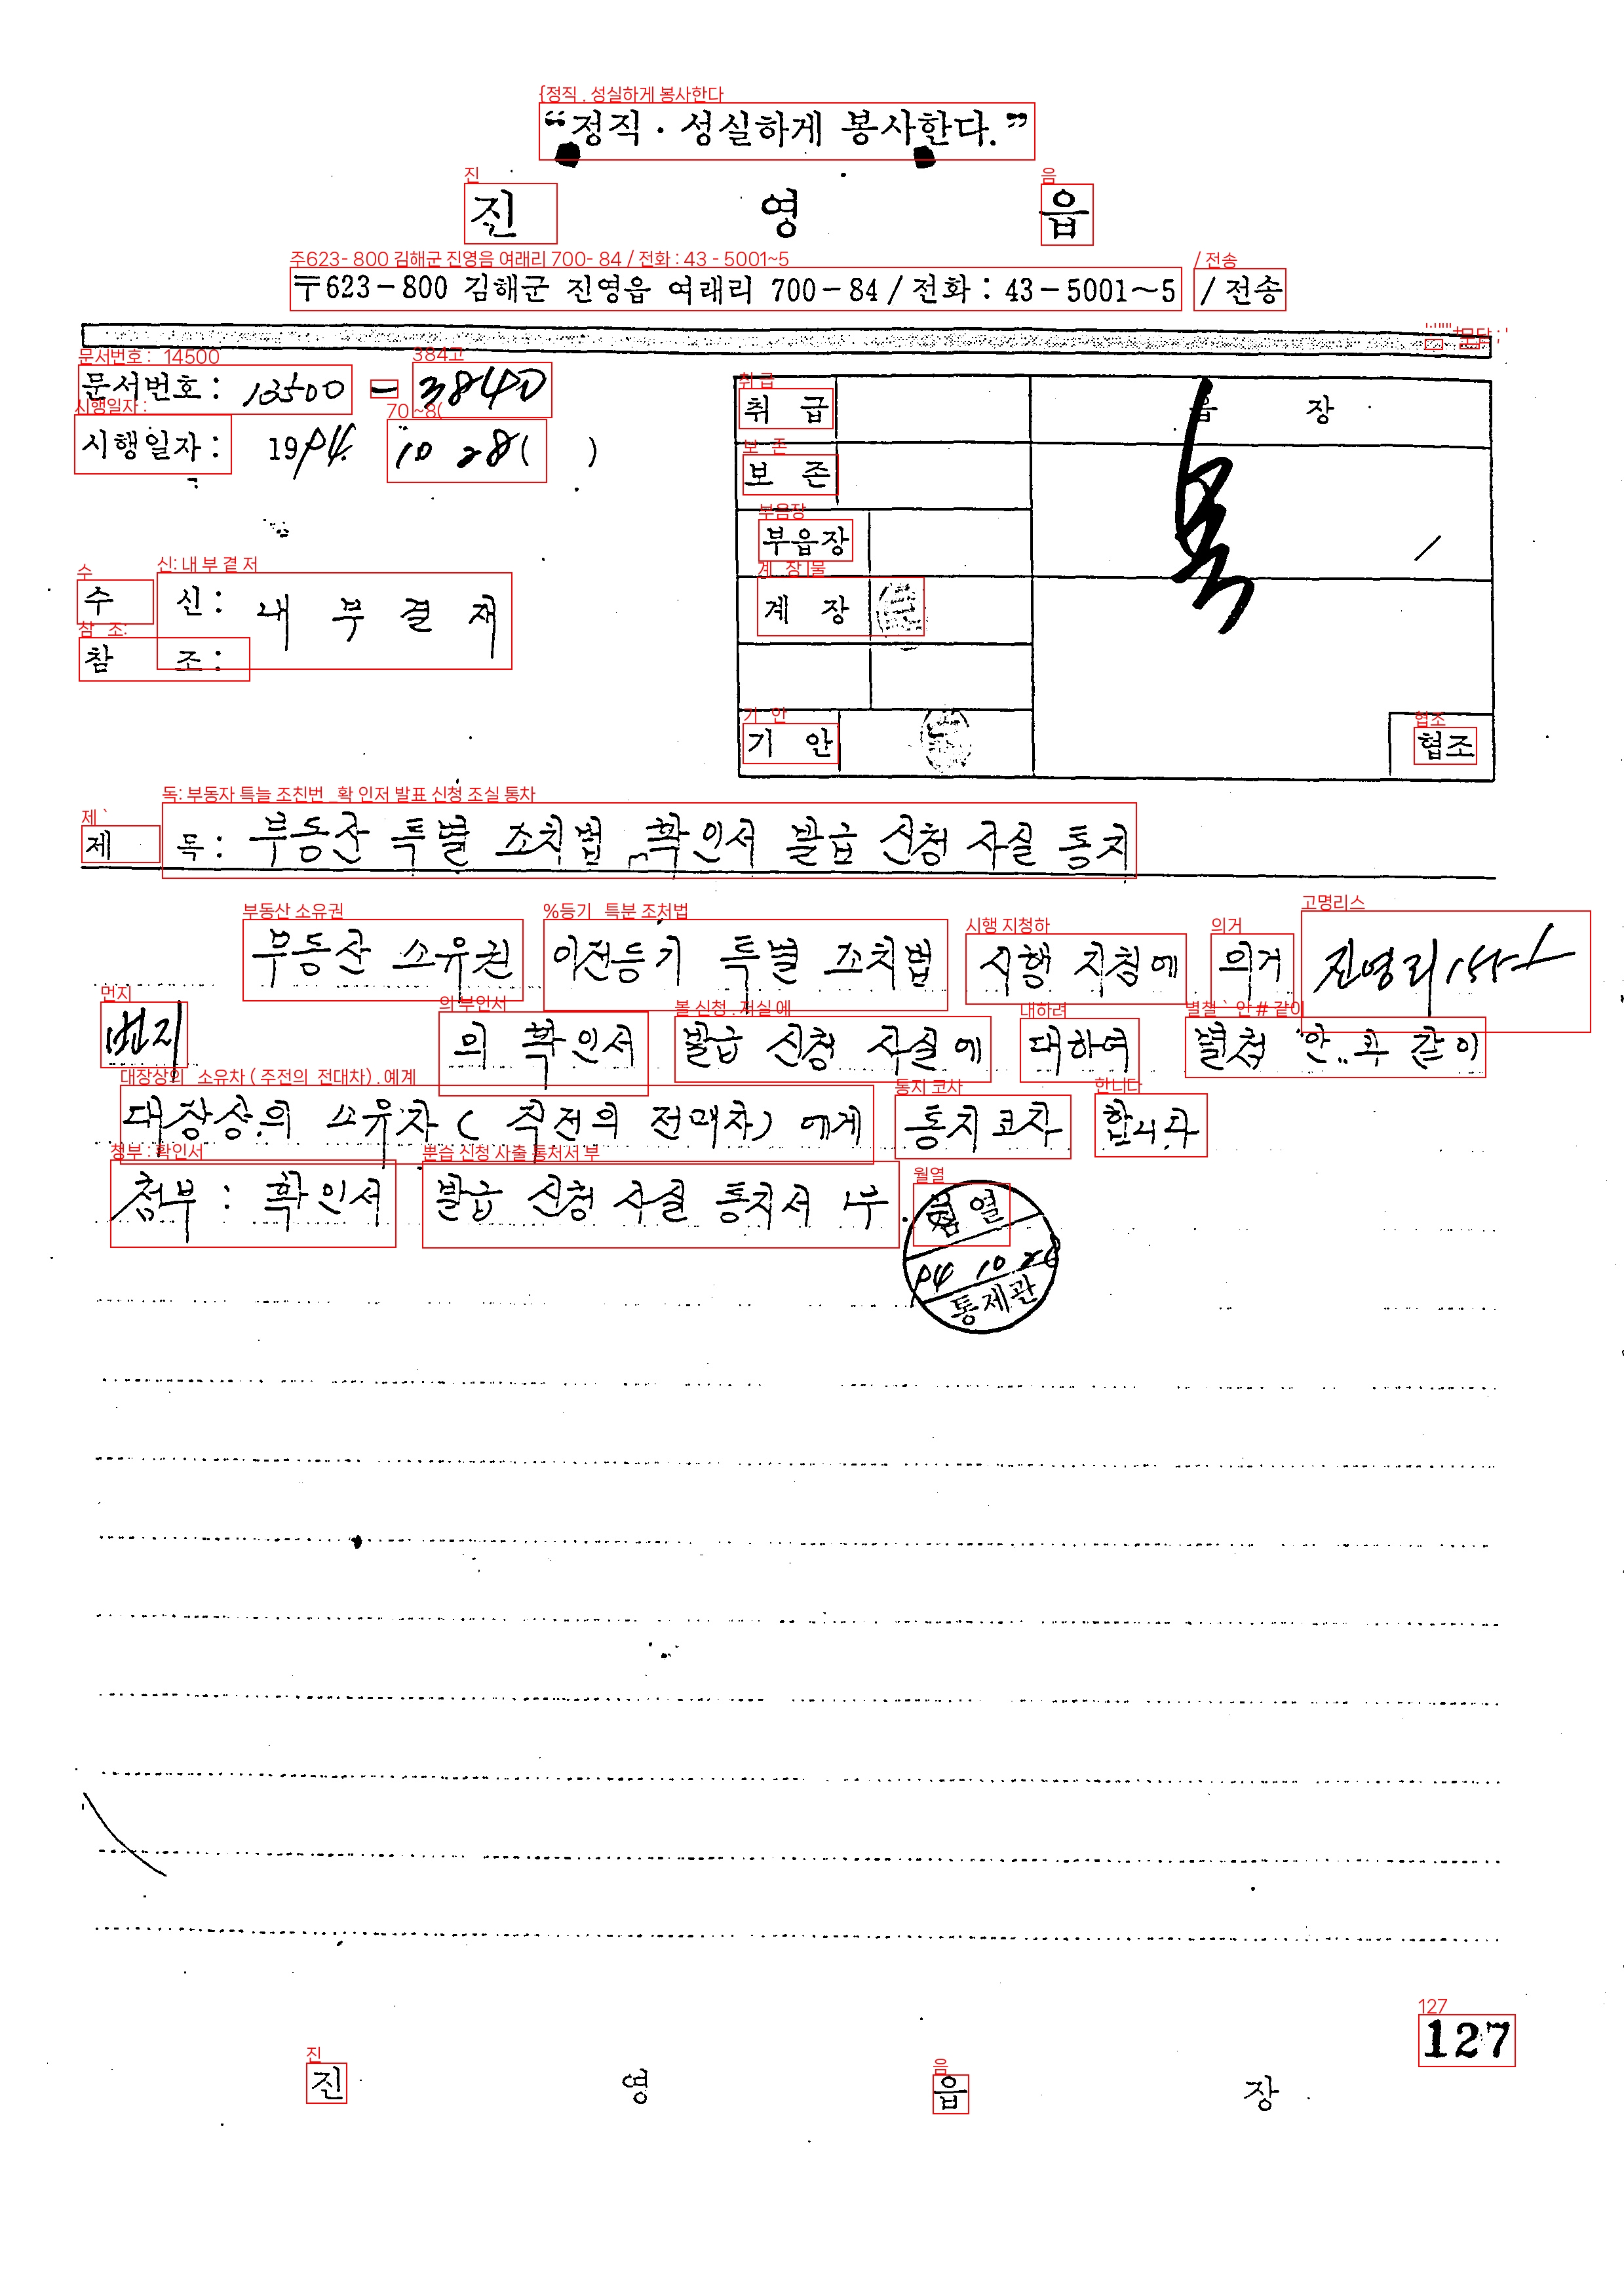 “정직·성실하게 봉사한다.”
진 영 읍
〒623-800 김해군 진영읍 여래리 700-84 / 전화 : 43-5001~5 / 전송
문서번호 : 13500 - 3840
시행일자 : 1994. 10 28 ( )
수 신 : 내부결재
참 조 :
취 급
보 존
부읍장
계 장
기 안
읍 장
협조
제 목 : 부동산 특별 조치법 확인서 발급 신청 사실 통지
부동산 소유권 이전등기 특별 조치법 시행 지침에 의거 진영리
번지 의 확인서 발급 신청 사실에 대하여 별첨 안과 같이
대장상의 소유자 ( 직전의 전매자) 에게 통지코자 합니다
첨부 : 확인서 발급 신청 사실 통지서 1부. 끝
검열
94 10 28
통제관
127
진 영 읍 장